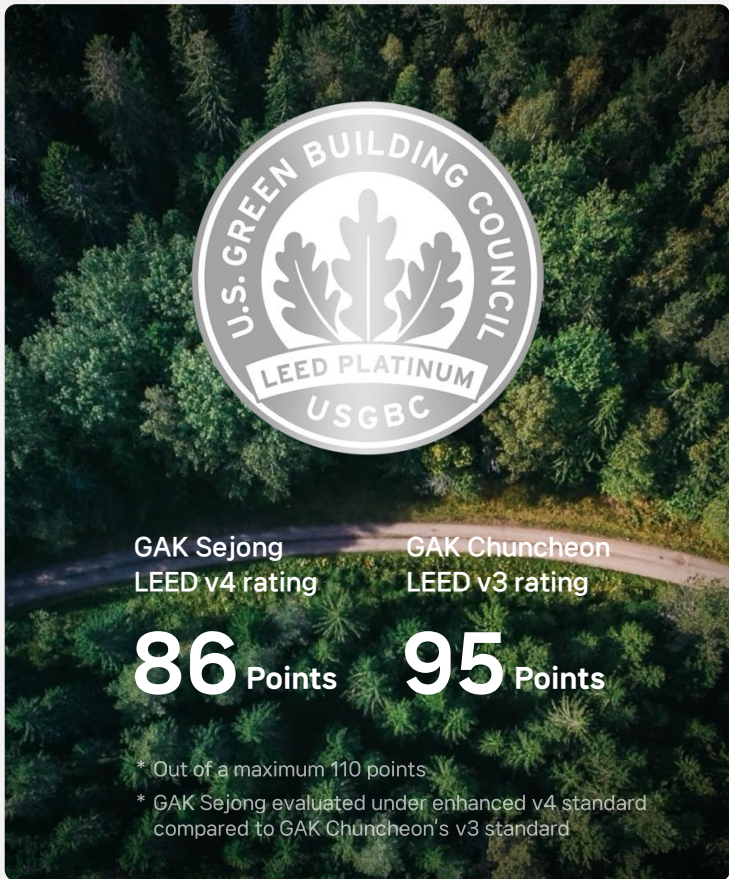 U.S. GREEN BUILDING COUNCIL
LEED PLATINUM
USGBC
GAK Sejong
LEED v4 rating
86 Points
GAK Chuncheon
LEED v3 rating
95 Points
* Out of a maximum 110 points
* GAK Sejong evaluated under enhanced v4 standard
compared to GAK Chuncheon's v3 standard